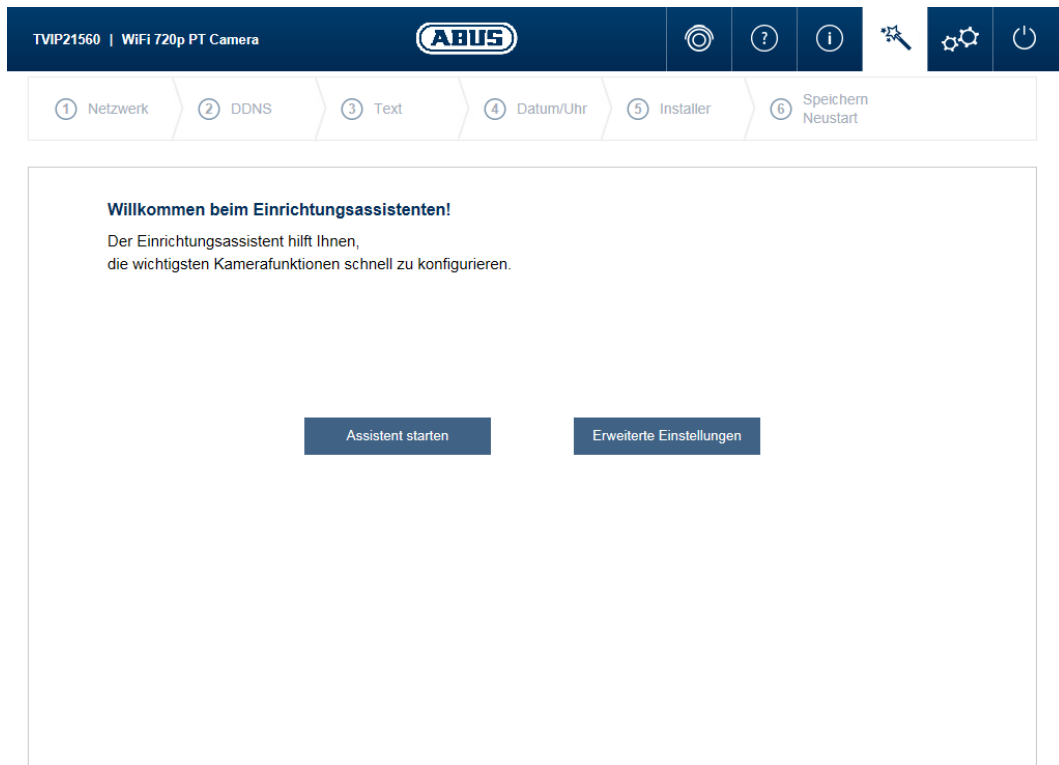 TVIP21560 | WiFi 720p PT Camera
ABUS
?
i
1 Netzwerk
2 DDNS
3 Text
4 Datum/Uhr
5 Installer
6 Speichern
Neustart
Willkommen beim Einrichtungsassistenten!
Der Einrichtungsassistent hilft Ihnen,
die wichtigsten Kamerafunktionen schnell zu konfigurieren.
Assistent starten
Erweiterte Einstellungen